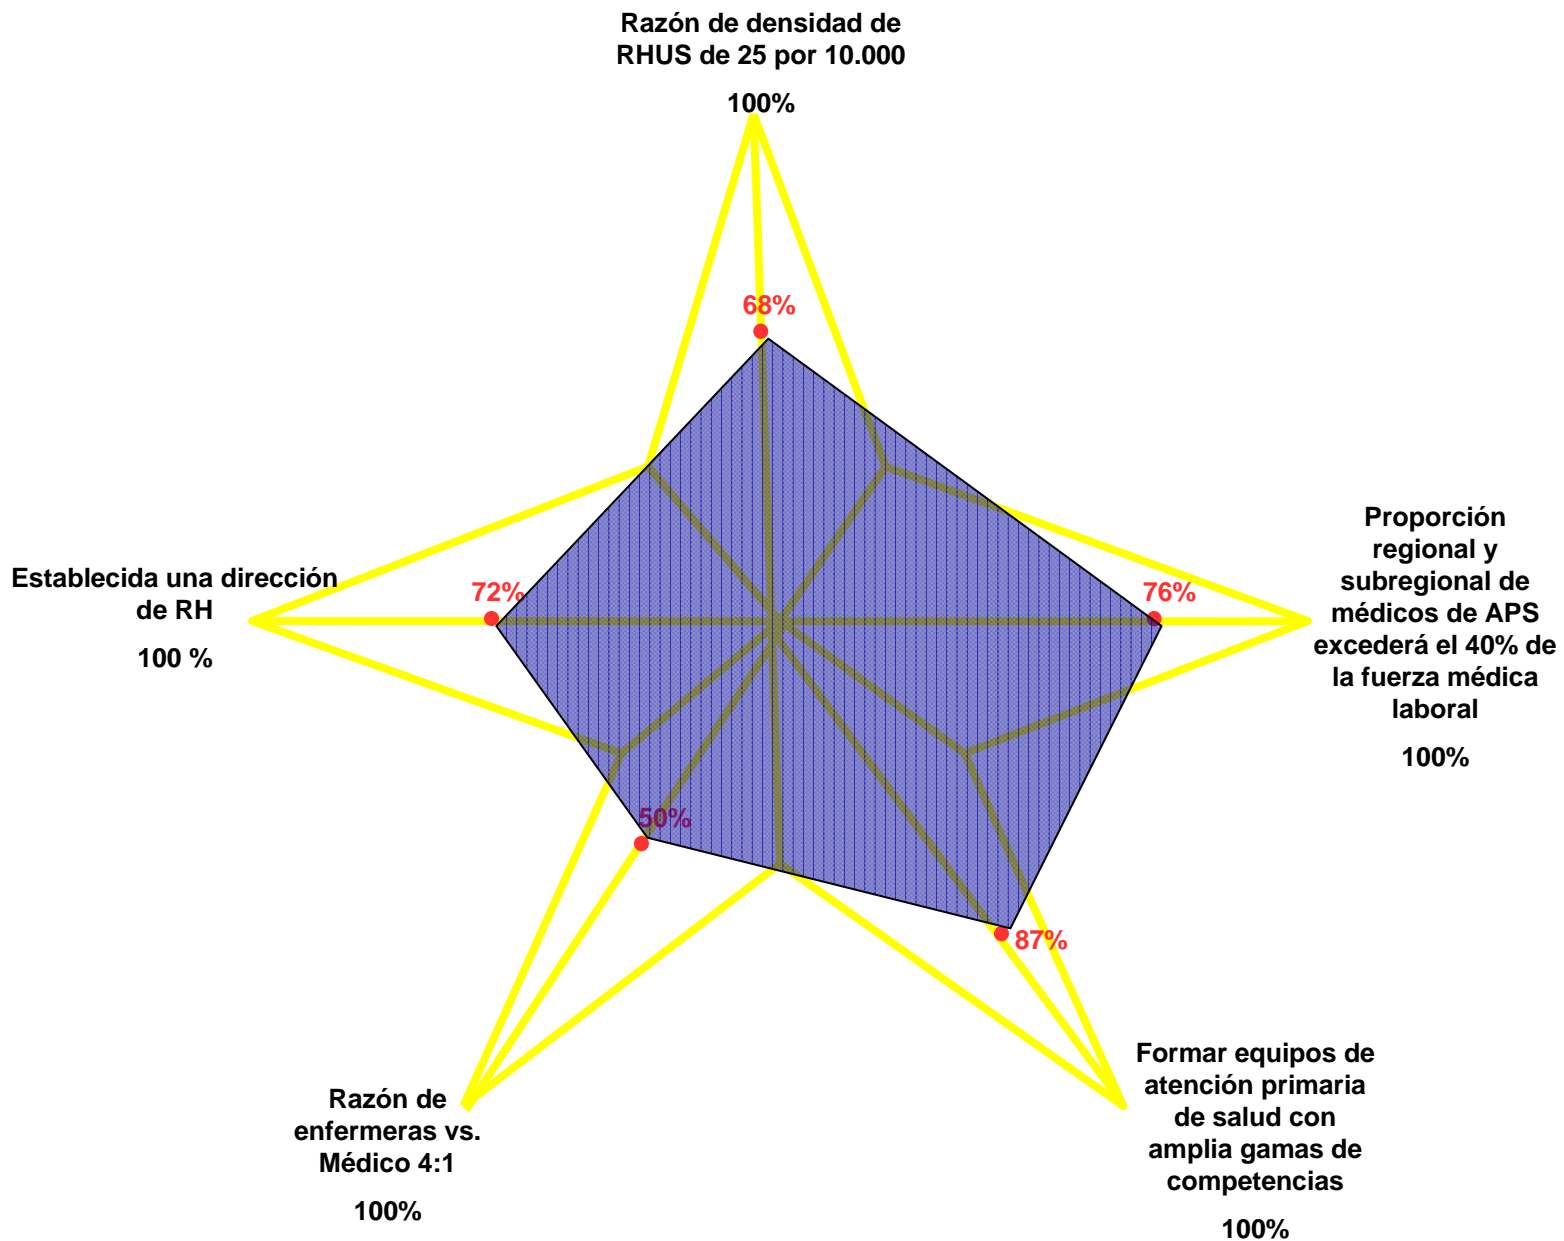 Razón de densidad de
RHUS de 25 por 10.000
100%
68%
Establecida una dirección
de RH
100 %
72%
76%
Proporción
regional y
subregional de
médicos de APS
excederá el 40% de
la fuerza médica
laboral
100%
50%
87%
Razón de
enfermeras vs.
Médico 4:1
100%
Formar equipos de
atención primaria
de salud con
amplia gamas de
competencias
100%